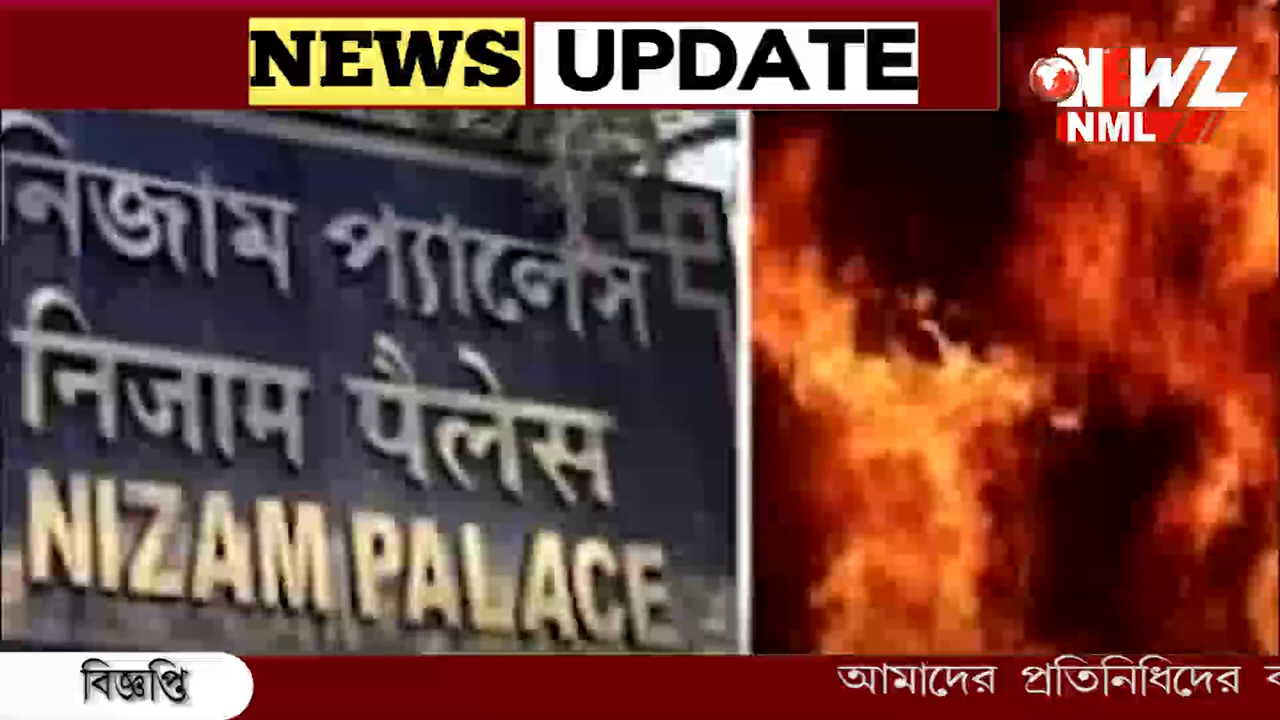 NEWS UPDATE
NEWZ
NML
নিজাম প্যালেস
निजाम पैलेस
NIZAM PALACE
বিজ্ঞপ্তি
আমাদের প্রতিনিধিদের